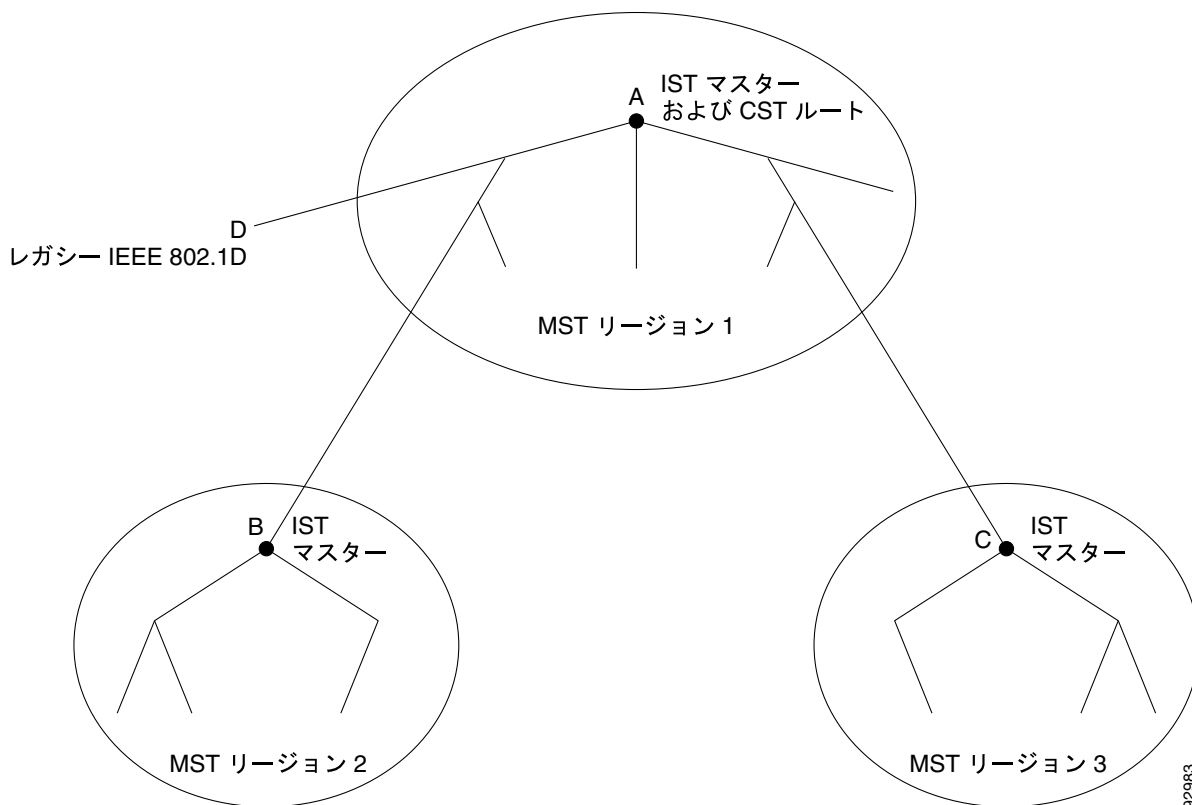 A
IST マスター
および CST ルート
D
レガシー IEEE 802.1D
MST リージョン 1
B
IST
マスター
C
IST
マスター
MST リージョン 2
MST リージョン 3
92983